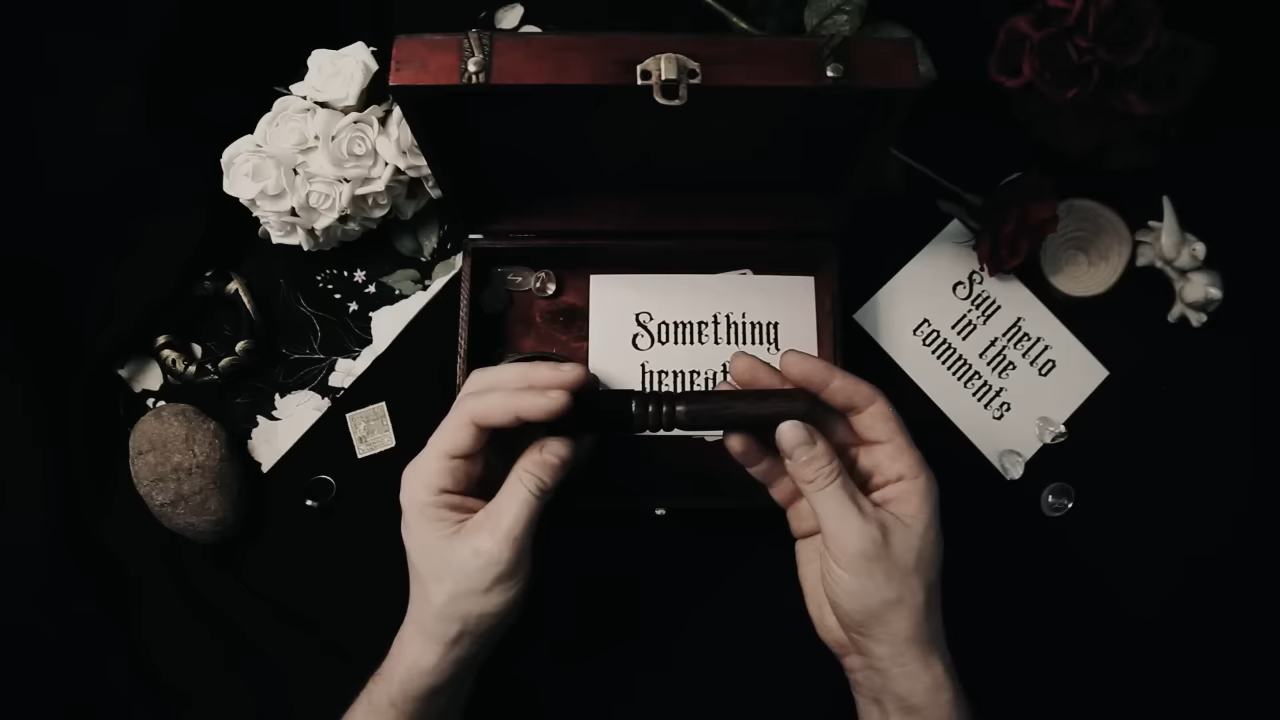 Something
Say hello
in the
comments